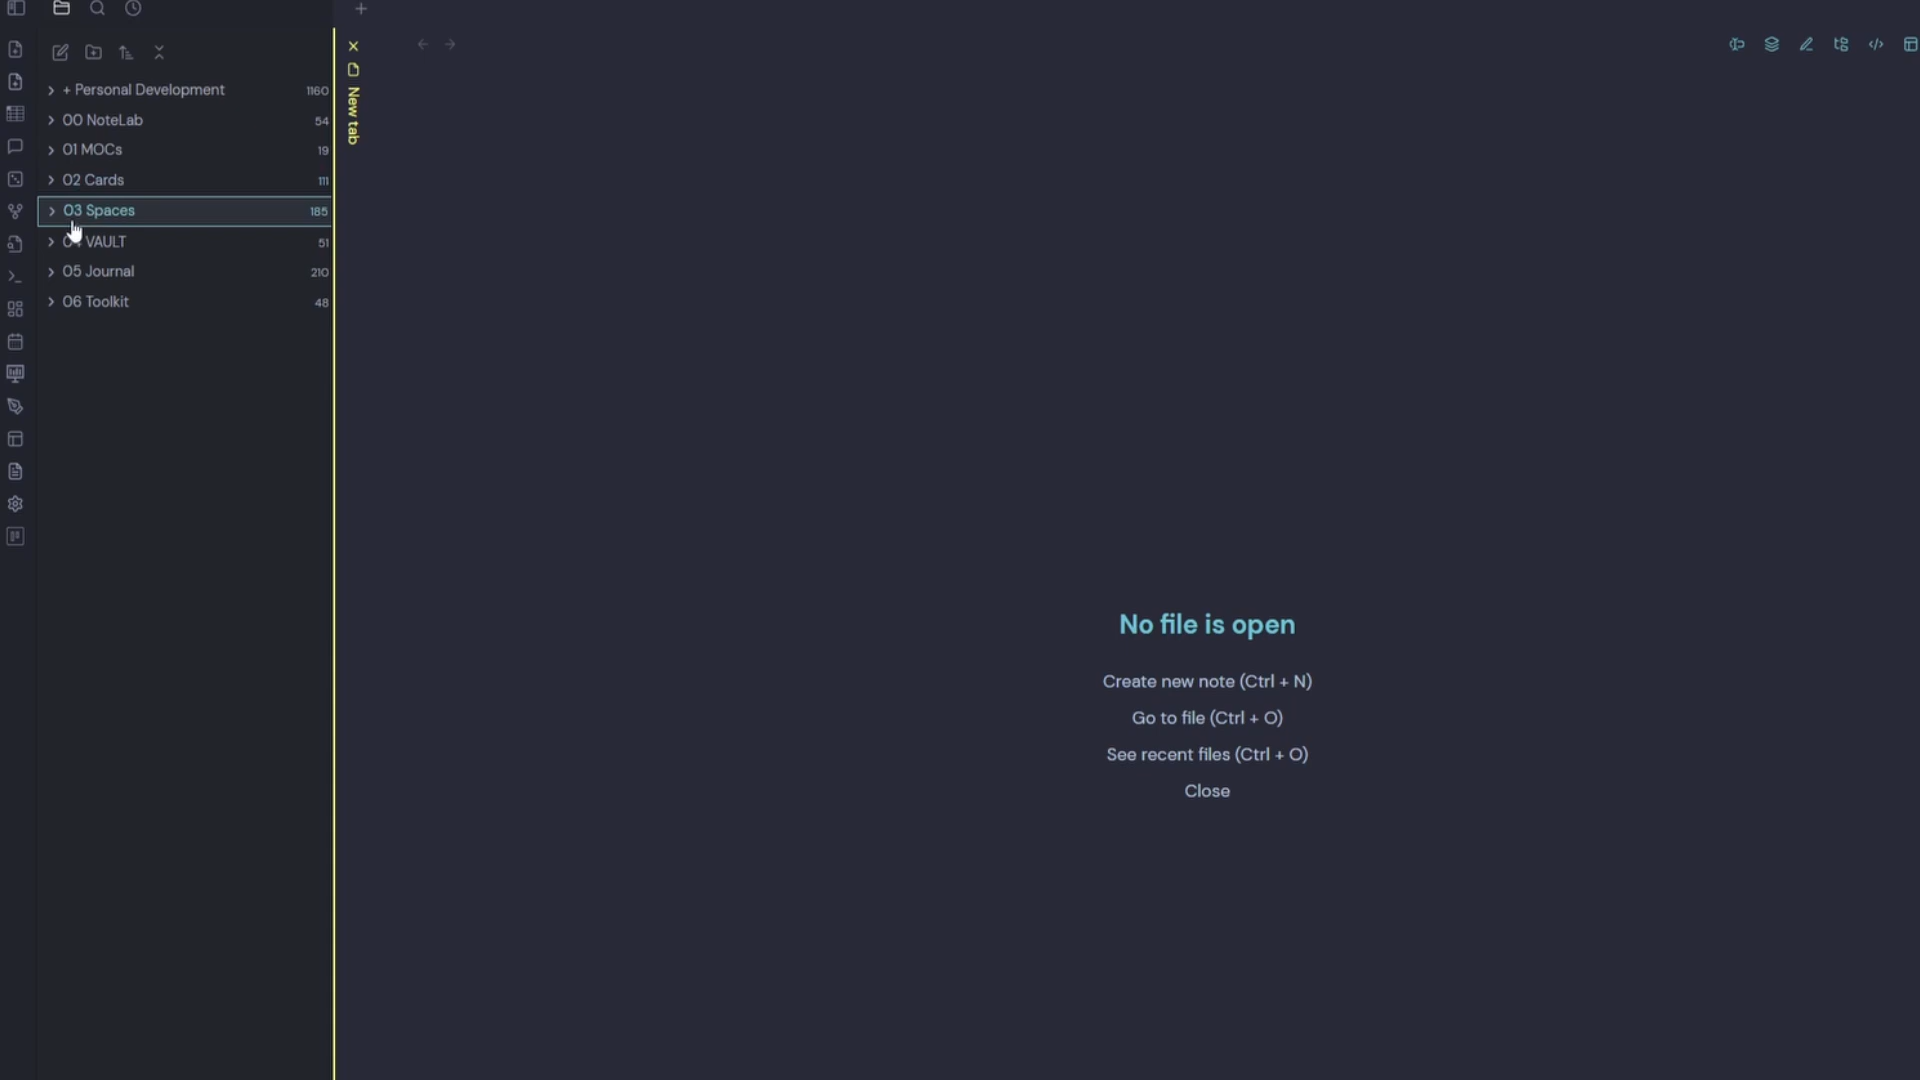 + Personal Development 1160
00 NoteLab 54
01 MOCs 19
02 Cards 111
03 Spaces 185
VAULT 51
05 Journal 210
06 Toolkit 48
New tab
No file is open
Create new note (Ctrl + N)
Go to file (Ctrl + O)
See recent files (Ctrl + O)
Close